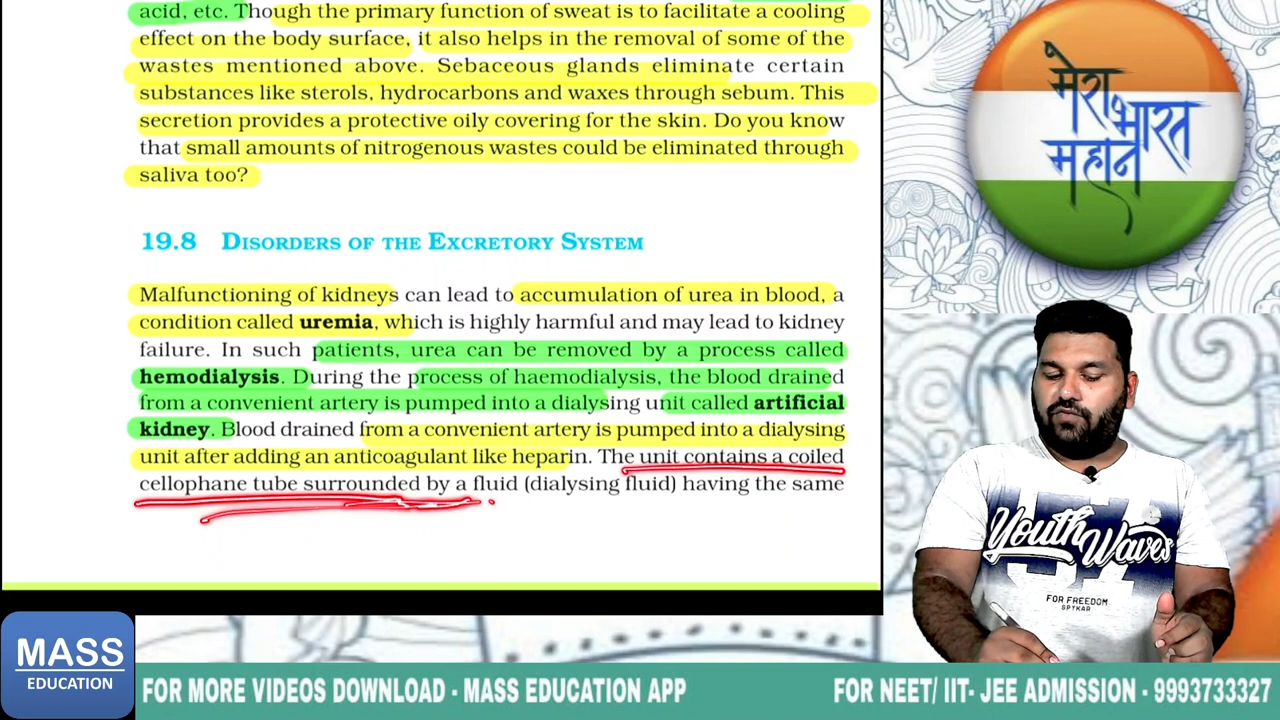 acid, etc. Though the primary function of sweat is to facilitate a cooling
effect on the body surface, it also helps in the removal of some of the
wastes mentioned above. Sebaceous glands eliminate certain
substances like sterols, hydrocarbons and waxes through sebum. This
secretion provides a protective oily covering for the skin. Do you know
that small amounts of nitrogenous wastes could be eliminated through
saliva too?
19.8 DISORDERS OF THE EXCRETORY SYSTEM
Malfunctioning of kidneys can lead to accumulation of urea in blood, a
condition called uremia, which is highly harmful and may lead to kidney
failure. In such patients, urea can be removed by a process called
hemodialysis. During the process of haemodialysis, the blood drained
from a convenient artery is pumped into a dialysing unit called artificial
kidney. Blood drained from a convenient artery is pumped into a dialysing
unit after adding an anticoagulant like heparin. The unit contains a coiled
cellophane tube surrounded by a fluid (dialysing fluid) having the same
मेरा
भारत
महान
Youth
Waves
FOR FREEDOM
SPYKAR
MASS
EDUCATION
FOR MORE VIDEOS DOWNLOAD - MASS EDUCATION APP
FOR NEET/ IIT- JEE ADMISSION - 9993733327